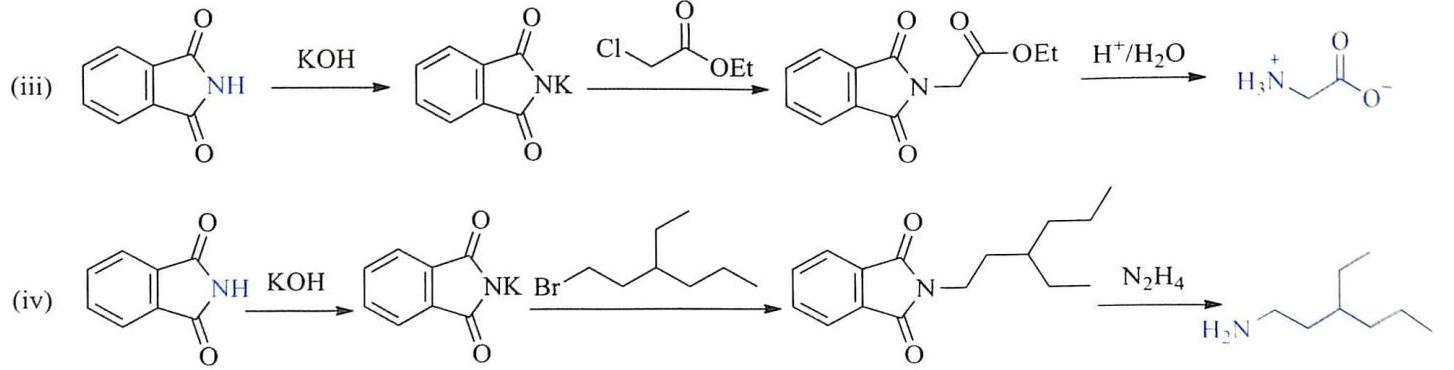 (iii)
O
NH
O
KOH
O
NK
O
Cl
O
OEt
O
N
O
O
OEt
H⁺/H₂O
H₃N⁺
O
O⁻
(iv)
O
NH
O
KOH
O
NK
O
Br
O
N
O
N₂H₄
H₂N